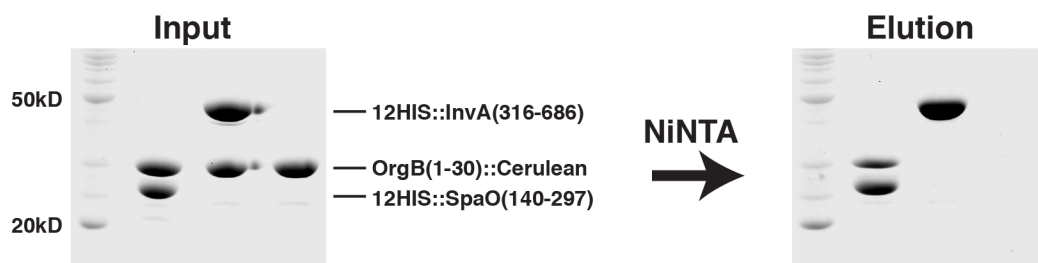 Input
Elution
50kD
12HIS::InvA(316-686)
NiNTA
OrgB(1-30)::Cerulean
12HIS::SpaO(140-297)
20kD